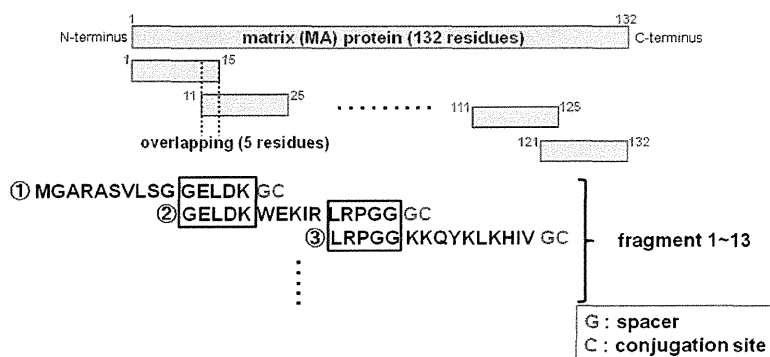 1 132
N-terminus matrix (MA) protein (132 residues) C-terminus
1 15
11 25 111 125
overlapping (5 residues) 121 132
① MGARASVLSG GELDK GC
② GELDK WEKIR LRPGG GC
③ LRPGG KKQYKLKHIV GC
fragment 1~13
G : spacer
C : conjugation site